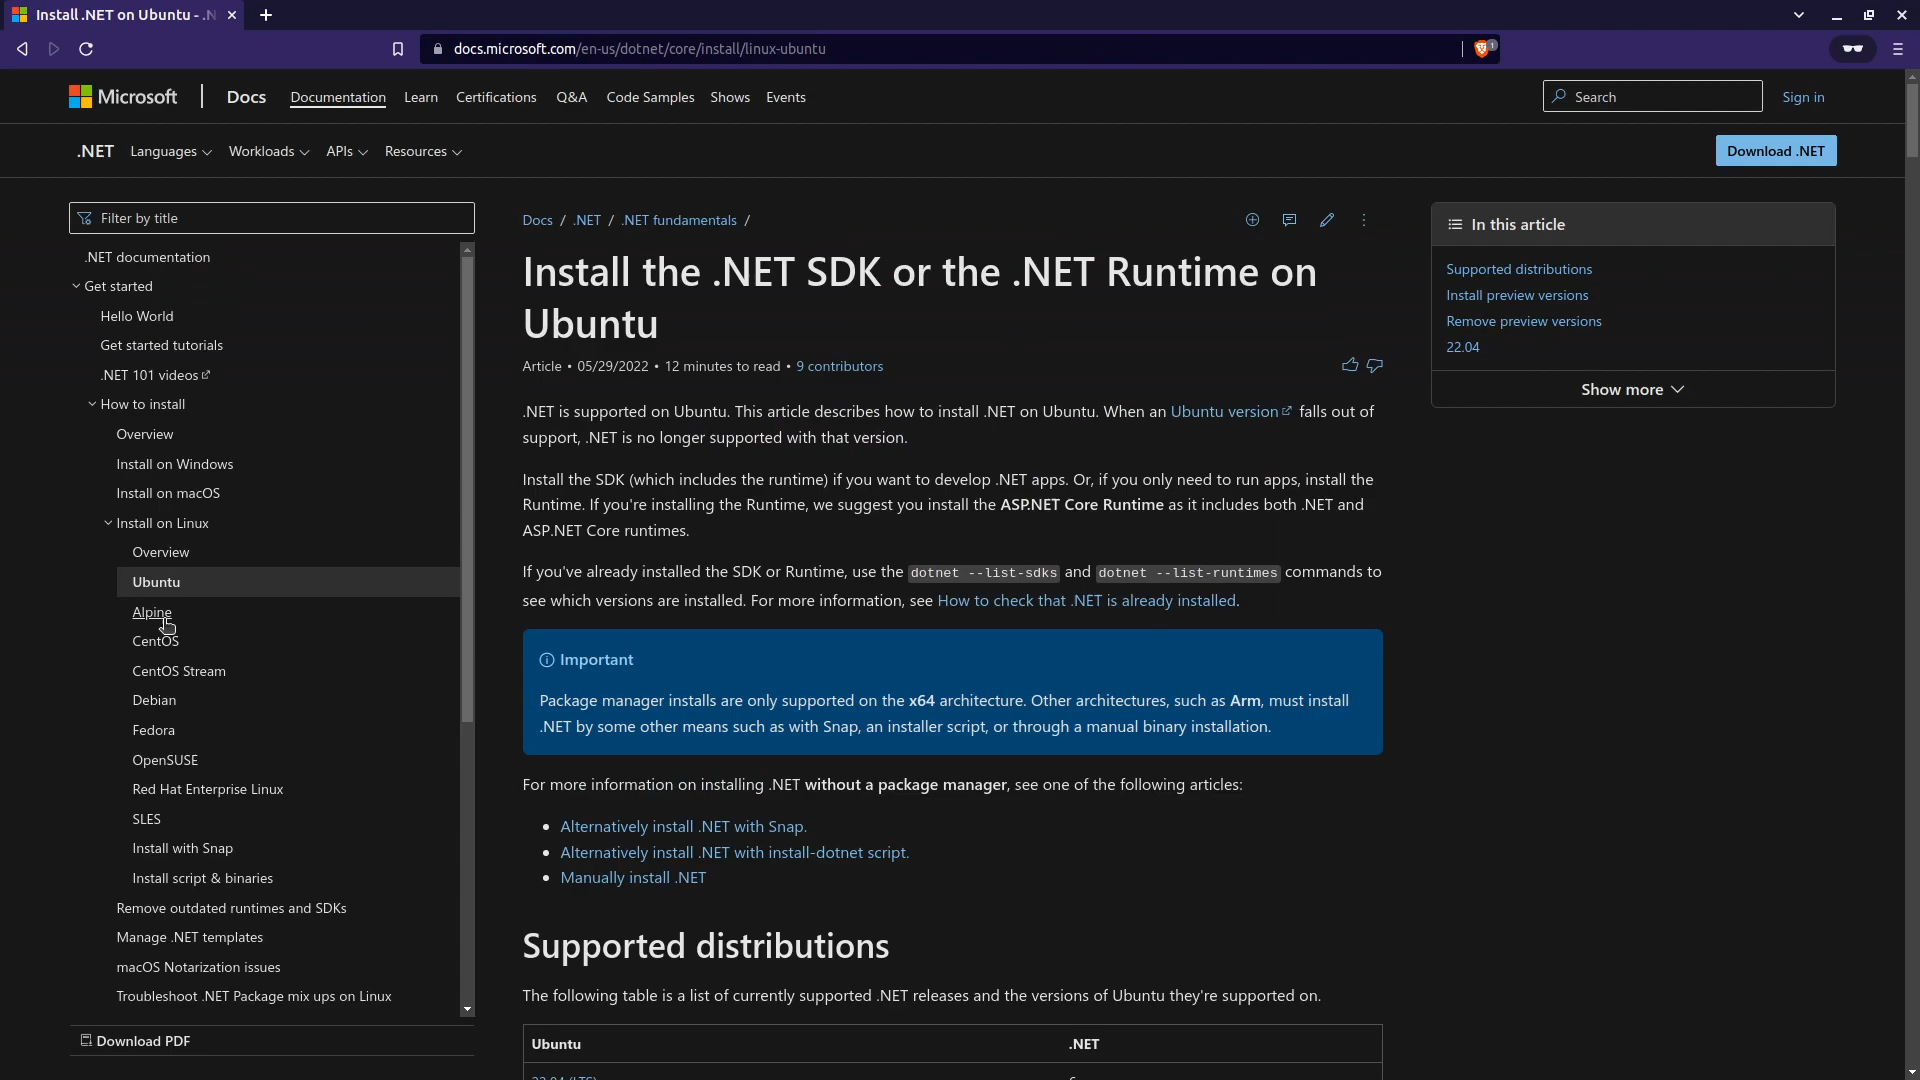 Install .NET on Ubuntu - .N
docs.microsoft.com/en-us/dotnet/core/install/linux-ubuntu
1
Microsoft
Docs
Documentation
Learn
Certifications
Q&A
Code Samples
Shows
Events
Search
Sign in
.NET
Languages
Workloads
APIs
Resources
Download .NET
Filter by title
.NET documentation
Get started
Hello World
Get started tutorials
.NET 101 videos
How to install
Overview
Install on Windows
Install on macOS
Install on Linux
Overview
Ubuntu
Alpine
CentOS
CentOS Stream
Debian
Fedora
OpenSUSE
Red Hat Enterprise Linux
SLES
Install with Snap
Install script & binaries
Remove outdated runtimes and SDKs
Manage .NET templates
macOS Notarization issues
Troubleshoot .NET Package mix ups on Linux
Download PDF
Docs / .NET / .NET fundamentals /
Install the .NET SDK or the .NET Runtime on
Ubuntu
Article • 05/29/2022 • 12 minutes to read • 9 contributors
.NET is supported on Ubuntu. This article describes how to install .NET on Ubuntu. When an Ubuntu version falls out of
support, .NET is no longer supported with that version.
Install the SDK (which includes the runtime) if you want to develop .NET apps. Or, if you only need to run apps, install the
Runtime. If you're installing the Runtime, we suggest you install the ASP.NET Core Runtime as it includes both .NET and
ASP.NET Core runtimes.
If you've already installed the SDK or Runtime, use the dotnet --list-sdks and dotnet --list-runtimes commands to
see which versions are installed. For more information, see How to check that .NET is already installed.
Important
Package manager installs are only supported on the x64 architecture. Other architectures, such as Arm, must install
.NET by some other means such as with Snap, an installer script, or through a manual binary installation.
For more information on installing .NET without a package manager, see one of the following articles:
• Alternatively install .NET with Snap.
• Alternatively install .NET with install-dotnet script.
• Manually install .NET
Supported distributions
The following table is a list of currently supported .NET releases and the versions of Ubuntu they're supported on.
Ubuntu
.NET
In this article
Supported distributions
Install preview versions
Remove preview versions
22.04
Show more